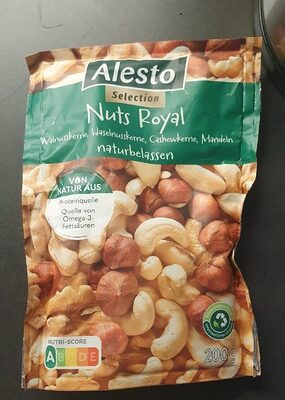 Alesto
Selection
Nuts Royal
Walnusskerne, Haselnusskerne, Cashewkerne, Mandeln
naturbelassen
VON
NATUR AUS
Proteinquelle
Quelle von
Omega-3-
Fettsäuren
NUTRI-SCORE
A B C D E
200g